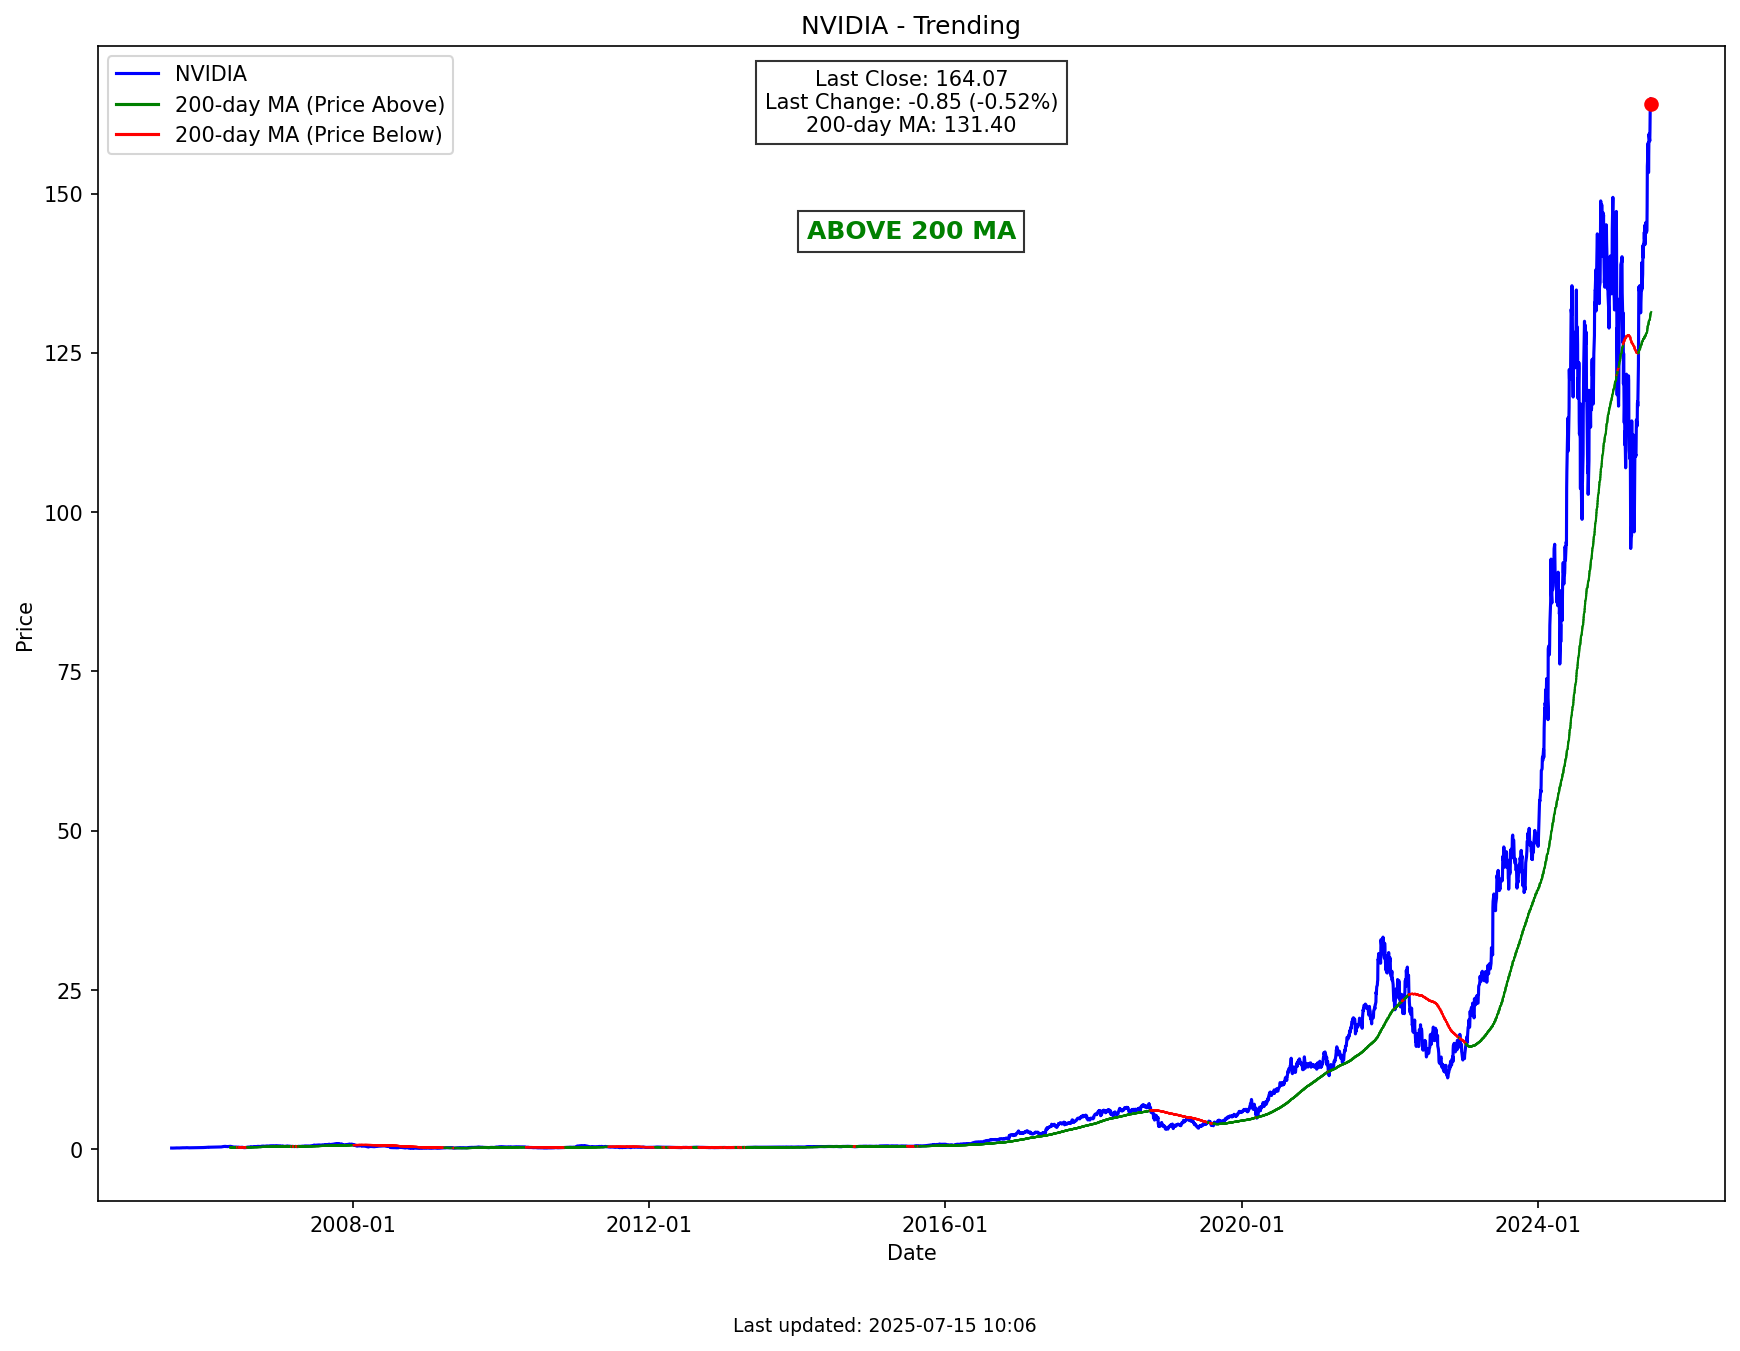 NVIDIA - Trending
NVIDIA
200-day MA (Price Above)
200-day MA (Price Below)
Last Close: 164.07
Last Change: -0.85 (-0.52%)
200-day MA: 131.40
ABOVE 200 MA
Price
150
125
100
75
50
25
0
2008-01
2012-01
2016-01
2020-01
2024-01
Date
Last updated: 2025-07-15 10:06